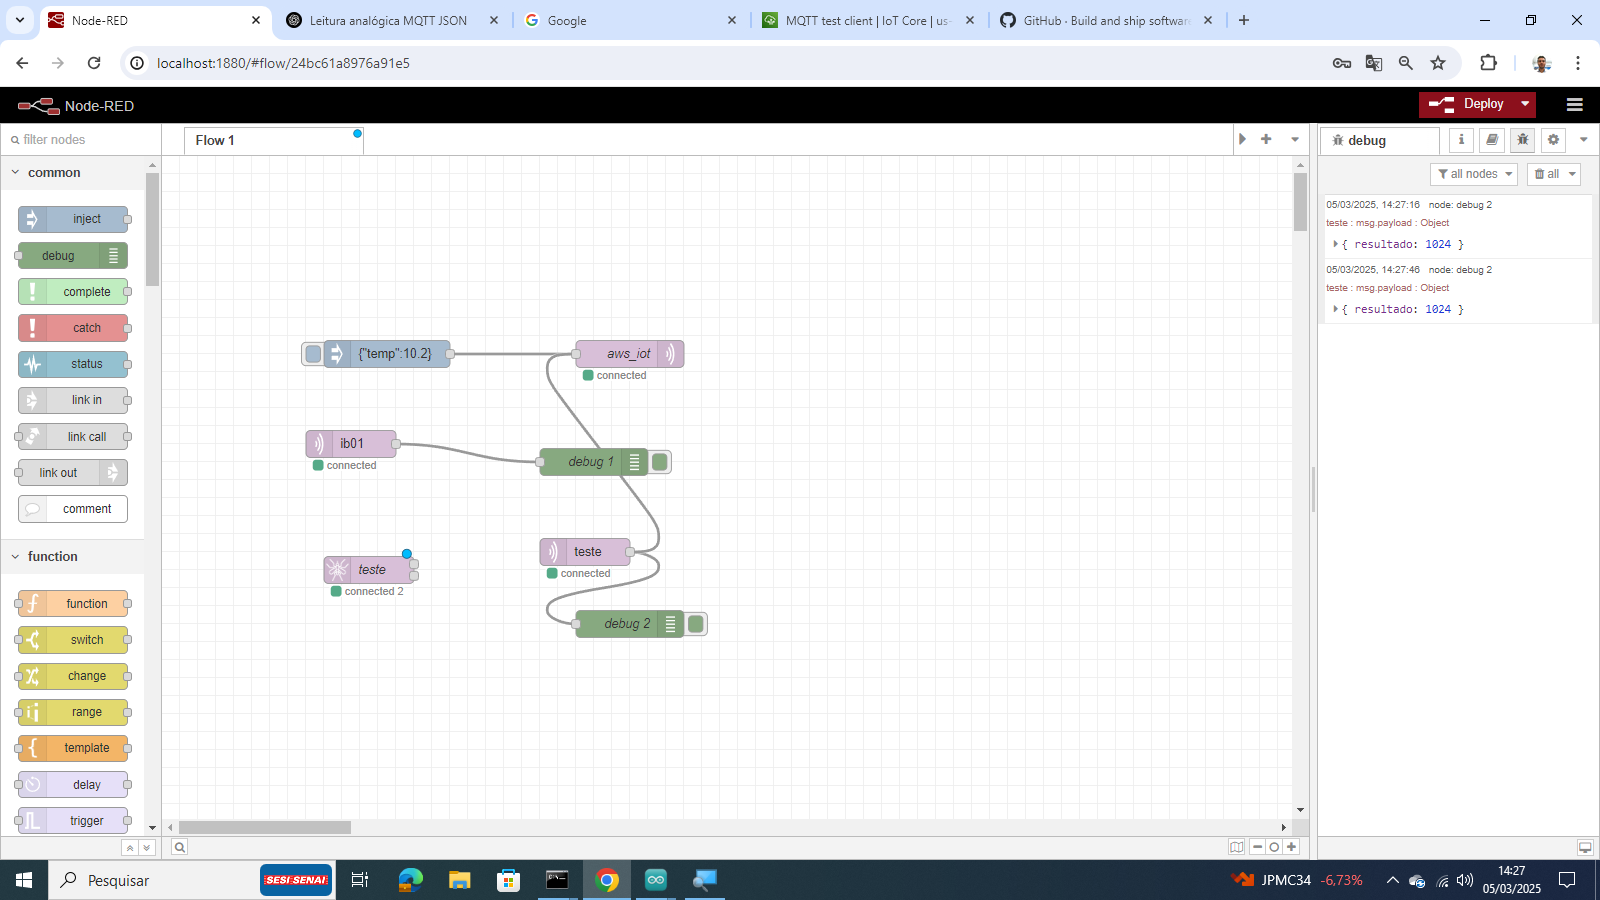 Node-RED
Leitura analógica MQTT JSON
Google
MQTT test client | IoT Core | us-
GitHub · Build and ship software
localhost:1880/#flow/24bc61a8976a91e5
Node-RED
Deploy
filter nodes
Flow 1
debug
i
common
all nodes
all
inject
debug
complete
catch
status
link in
link call
link out
comment
function
function
switch
change
range
template
delay
trigger
{"temp":10.2}
aws_iot
connected
ib01
connected
debug 1
teste
connected
teste
connected 2
debug 2
05/03/2025, 14:27:16 node: debug 2
teste : msg.payload : Object
{ resultado: 1024 }
05/03/2025, 14:27:46 node: debug 2
teste : msg.payload : Object
{ resultado: 1024 }
Pesquisar
SESI SENAI
JPMC34 -6,73%
14:27
05/03/2025